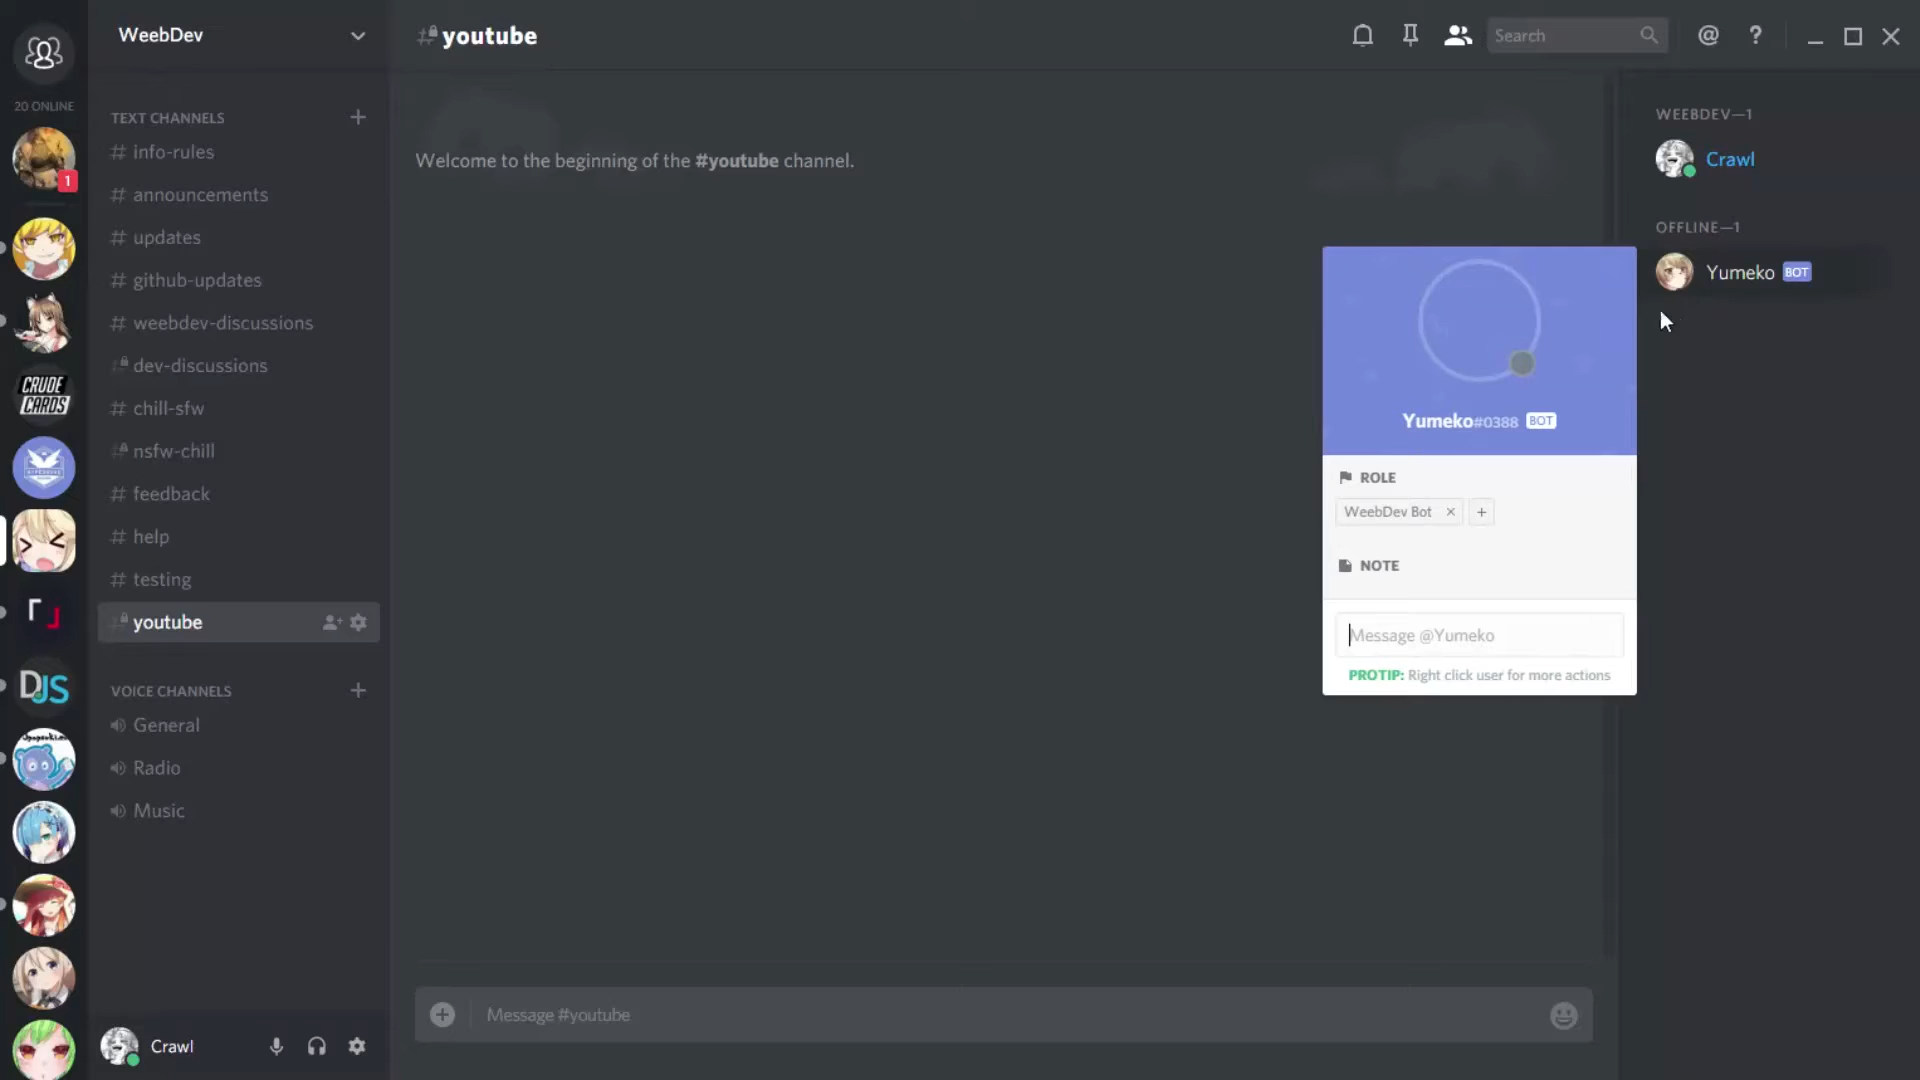 20 ONLINE
1
CRUDE
CARDS
DJS
WeebDev
TEXT CHANNELS
# info-rules
# announcements
# updates
# github-updates
# weebdev-discussions
# dev-discussions
# chill-sfw
# nsfw-chill
# feedback
# help
# testing
# youtube
VOICE CHANNELS
General
Radio
Music
Crawl
# youtube
Search
@
?
Welcome to the beginning of the #youtube channel.
Message #youtube
Yumeko#0388 BOT
ROLE
WeebDev Bot × +
NOTE
Message @Yumeko
PROTIP: Right click user for more actions
WEEBDEV—1
Crawl
OFFLINE—1
Yumeko BOT